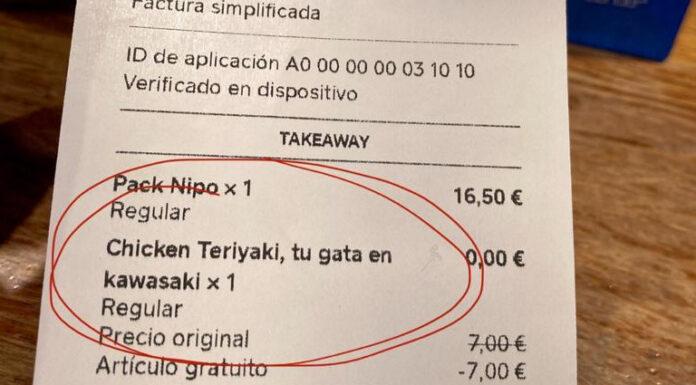 Factura simplificada
ID de aplicación A0 00 00 00 03 10 10
Verificado en dispositivo
TAKEAWAY
Pack Nipo × 1 16,50 €
Regular
Chicken Teriyaki, tu gata en 0,00 €
kawasaki × 1
Regular
Precio original 7,00 €
Artículo gratuito -7,00 €